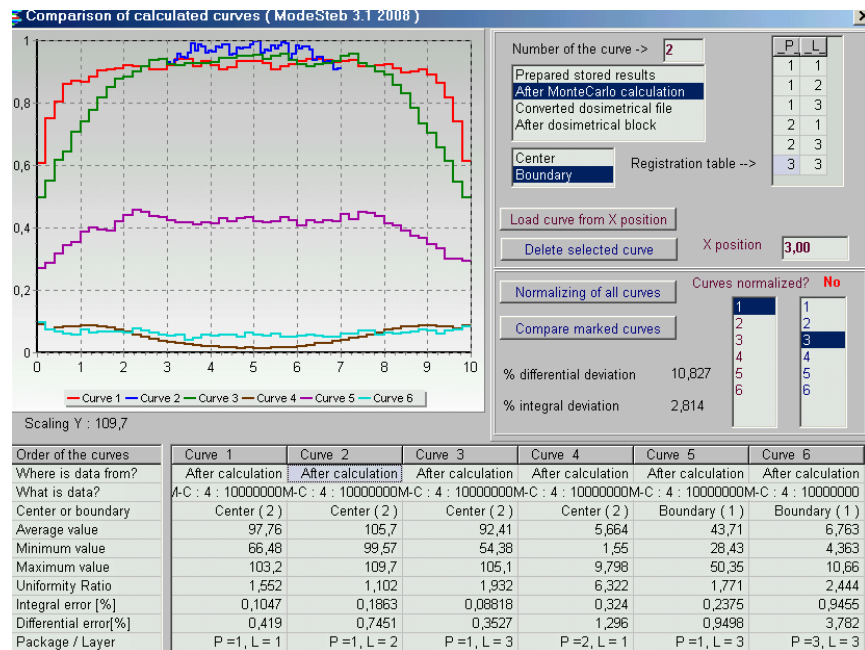 Comparison of calculated curves ( ModeSteb 3.1 2008 )
1
0,8
0,6
0,4
0,2
0
0 1 2 3 4 5 6 7 8 9 10
Curve 1 Curve 2 Curve 3 Curve 4 Curve 5 Curve 6
Scaling Y : 109,7
Number of the curve -> 2
Prepared stored results
After MonteCarlo calculation
Converted dosimetrical file
After dosimetrical block
Center
Boundary
Registration table -->
_P_ _L_
1 1
1 2
1 3
2 1
2 3
3 3
Load curve from X position
Delete selected curve
X position 3,00
Normalizing of all curves
Compare marked curves
Curves normalized? No
1 1
2 2
3 3
4 4
5 5
6 6
% differential deviation 10,827
% integral deviation 2,814
Order of the curves Curve 1 Curve 2 Curve 3 Curve 4 Curve 5 Curve 6
Where is data from? After calculation After calculation After calculation After calculation After calculation After calculation
What is data? M-C : 4 : 10000000 M-C : 4 : 10000000 M-C : 4 : 10000000 M-C : 4 : 10000000 M-C : 4 : 10000000 M-C : 4 : 10000000
Center or boundary Center ( 2 ) Center ( 2 ) Center ( 2 ) Center ( 2 ) Boundary ( 1 ) Boundary ( 1 )
Average value 97,76 105,7 92,41 5,664 43,71 6,763
Minimum value 66,48 99,57 54,38 1,55 28,43 4,363
Maximum value 103,2 109,7 105,1 9,798 50,35 10,66
Uniformity Ratio 1,552 1,102 1,932 6,322 1,771 2,444
Integral error [%] 0,1047 0,1863 0,08818 0,324 0,2375 0,9455
Differential error[%] 0,419 0,7451 0,3527 1,296 0,9498 3,782
Package / Layer P =1, L = 1 P =1, L = 2 P =1, L = 3 P =2, L = 1 P =1, L = 3 P =3, L = 3